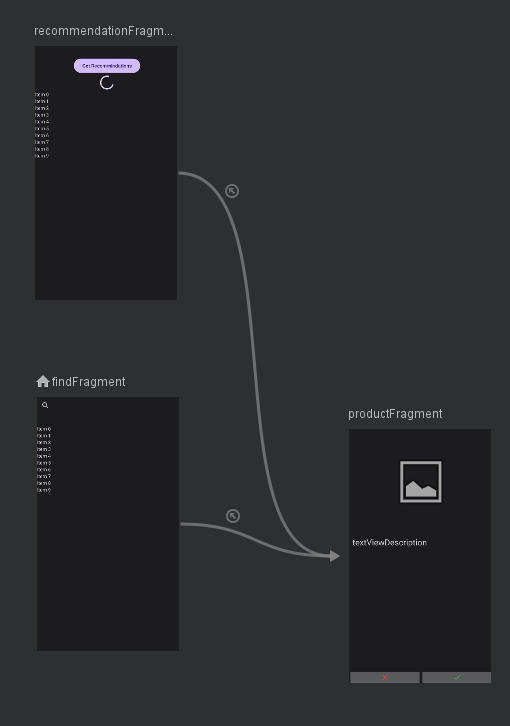 recommendationFragm...
Get Recommindations
Item 0
Item 1
Item 2
Item 3
Item 4
Item 5
Item 6
Item 7
Item 8
Item 9
findFragment
Item 0
Item 1
Item 2
Item 3
Item 4
Item 5
Item 6
Item 7
Item 8
Item 9
productFragment
textViewDescription